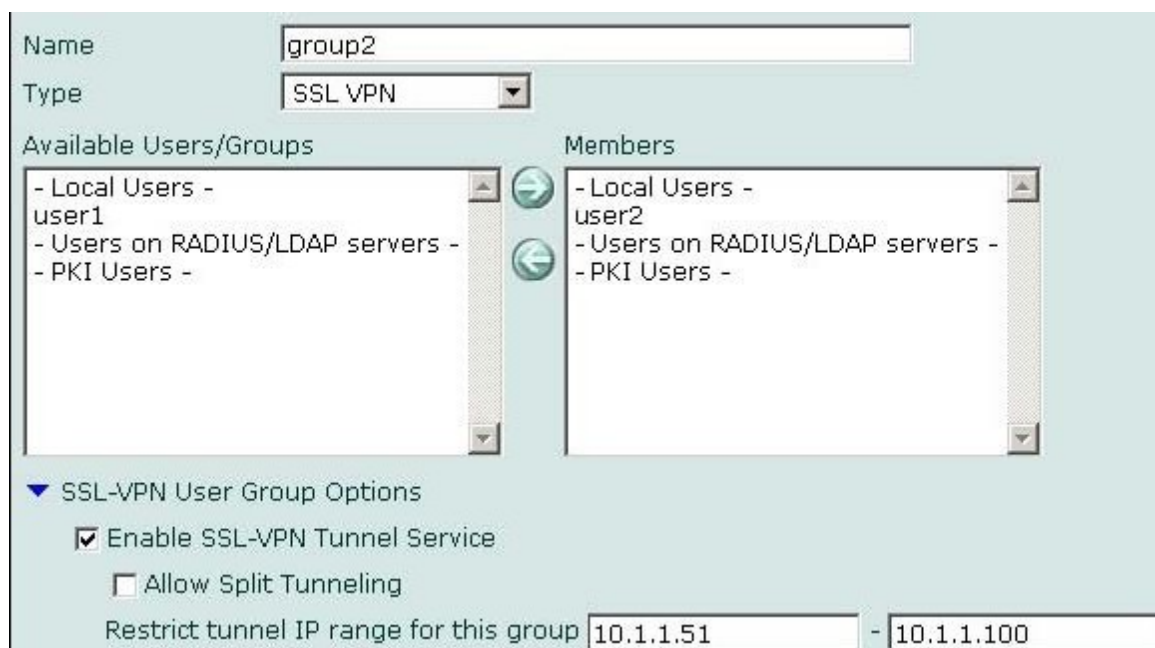 Name group2
Type SSL VPN
Available Users/Groups Members
- Local Users -
user1
- Users on RADIUS/LDAP servers -
- PKI Users -
- Local Users -
user2
- Users on RADIUS/LDAP servers -
- PKI Users -
SSL-VPN User Group Options
Enable SSL-VPN Tunnel Service
Allow Split Tunneling
Restrict tunnel IP range for this group 10.1.1.51 - 10.1.1.100